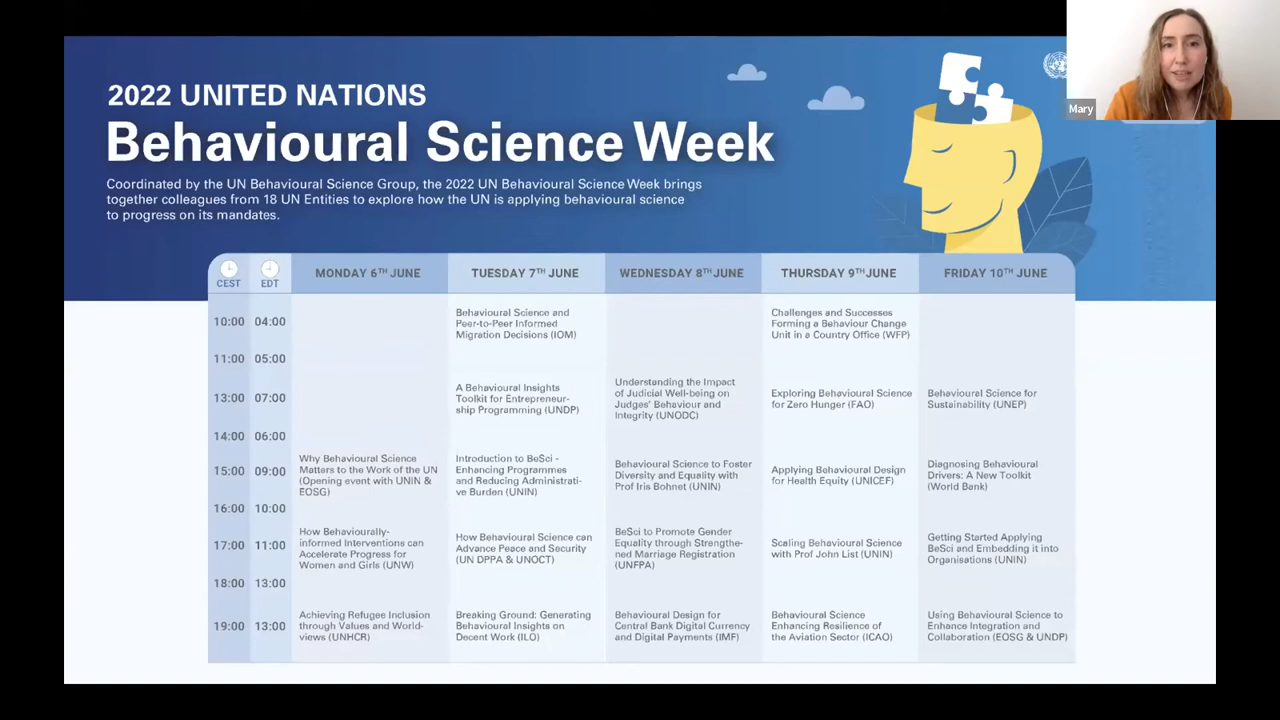 Mary
2022 UNITED NATIONS
Behavioural Science Week
Coordinated by the UN Behavioural Science Group, the 2022 UN Behavioural Science Week brings
together colleagues from 18 UN Entities to explore how the UN is applying behavioural science
to progress on its mandates.
CEST EDT MONDAY 6TH JUNE TUESDAY 7TH JUNE WEDNESDAY 8TH JUNE THURSDAY 9TH JUNE FRIDAY 10TH JUNE
10:00 04:00
Behavioural Science and
Peer-to-Peer Informed
Migration Decisions (IOM)
Challenges and Successes
Forming a Behaviour Change
Unit in a Country Office (WFP)
11:00 05:00
13:00 07:00
A Behavioural Insights
Toolkit for Entrepreneur-
ship Programming (UNDP)
Understanding the Impact
of Judicial Well-being on
Judges' Behaviour and
Integrity (UNODC)
Exploring Behavioural Science
for Zero Hunger (FAO)
Behavioural Science for
Sustainability (UNEP)
14:00 06:00
15:00 09:00
Why Behavioural Science
Matters to the Work of the UN
(Opening event with UNIN &
EOSG)
Introduction to BeSci -
Enhancing Programmes
and Reducing Administrati-
ve Burden (UNIN)
Behavioural Science to Foster
Diversity and Equality with
Prof Iris Bohnet (UNIN)
Applying Behavioural Design
for Health Equity (UNICEF)
Diagnosing Behavioural
Drivers: A New Toolkit
(World Bank)
16:00 10:00
17:00 11:00
How Behaviourally-
informed Interventions can
Accelerate Progress for
Women and Girls (UNW)
How Behavioural Science can
Advance Peace and Security
(UN DPPA & UNOCT)
BeSci to Promote Gender
Equality through Strengthe-
ned Marriage Registration
(UNFPA)
Scaling Behavioural Science
with Prof John List (UNIN)
Getting Started Applying
BeSci and Embedding it into
Organisations (UNIN)
18:00 13:00
19:00 13:00
Achieving Refugee Inclusion
through Values and World-
views (UNHCR)
Breaking Ground: Generating
Behavioural Insights on
Decent Work (ILO)
Behavioural Design for
Central Bank Digital Currency
and Digital Payments (IMF)
Behavioural Science
Enhancing Resilience of
the Aviation Sector (ICAO)
Using Behavioural Science to
Enhance Integration and
Collaboration (EOSG & UNDP)